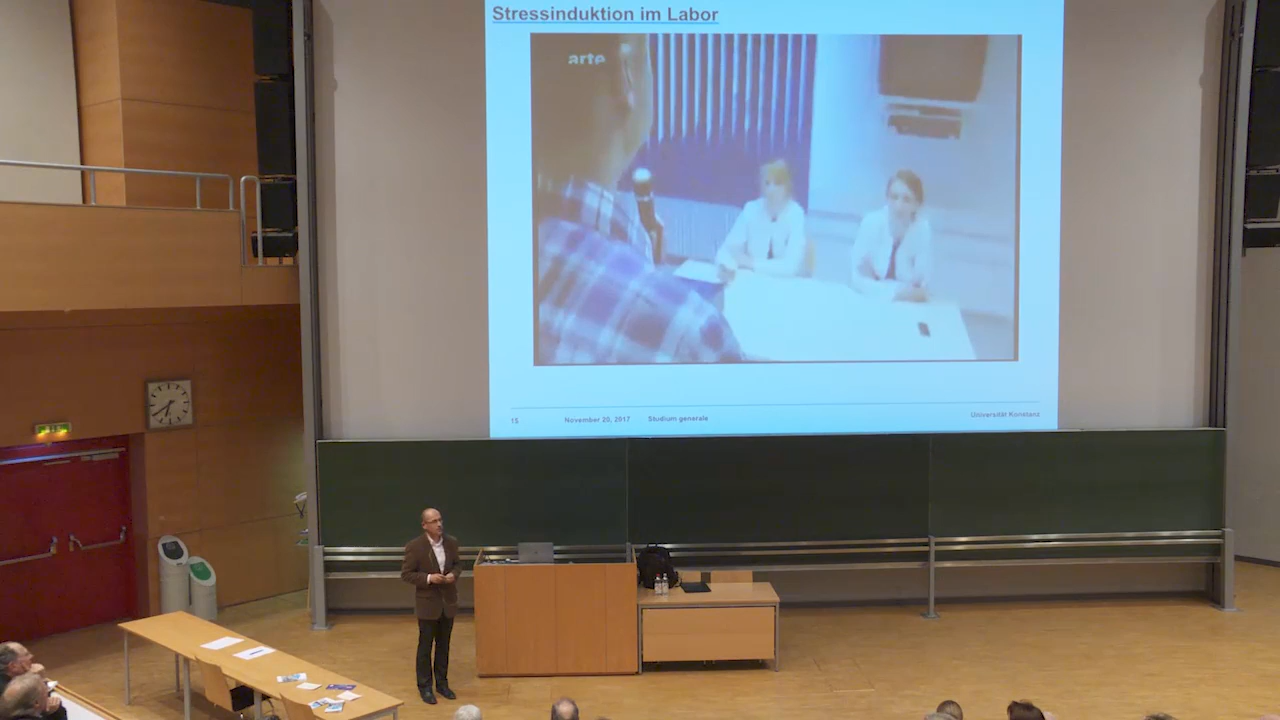 Stressinduktion im Labor
arte
15 November 20, 2017 Studium generale Universität Konstanz